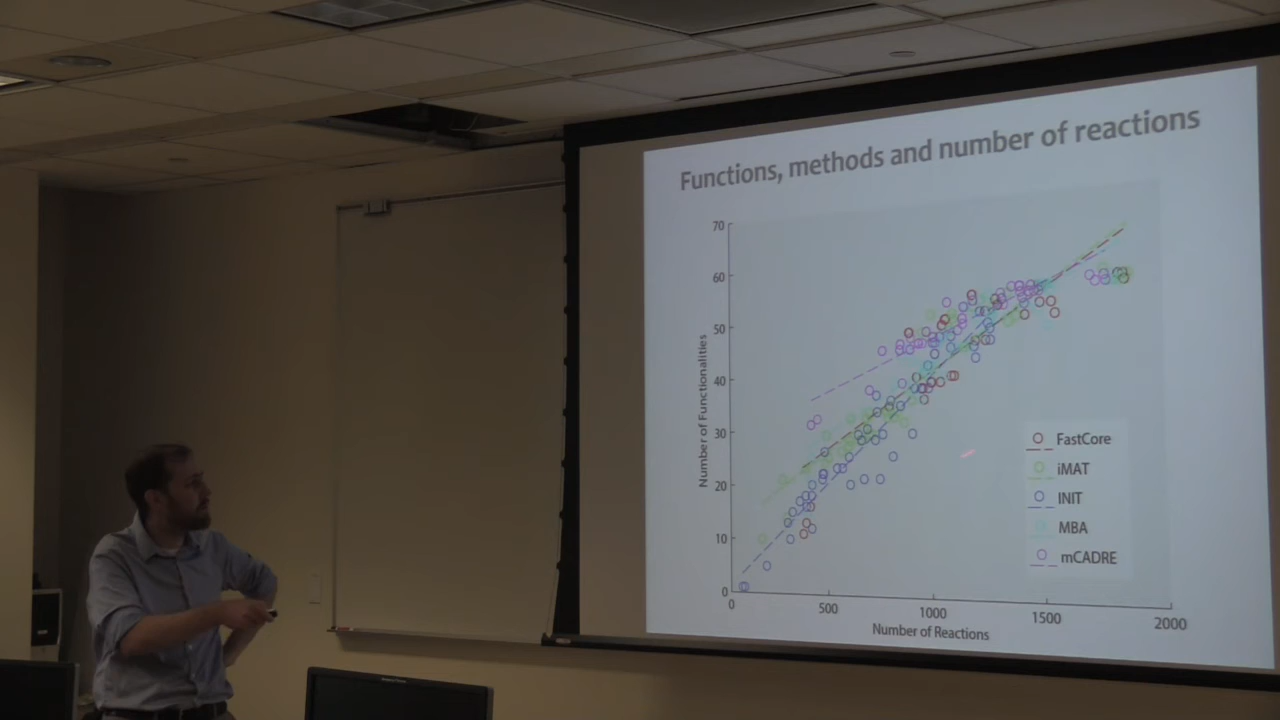 Functions, methods and number of reactions
70
60
50
40
30
20
10
0
Number of Functionalities
0
500
1000
1500
2000
Number of Reactions
FastCore
iMAT
INIT
MBA
mCADRE